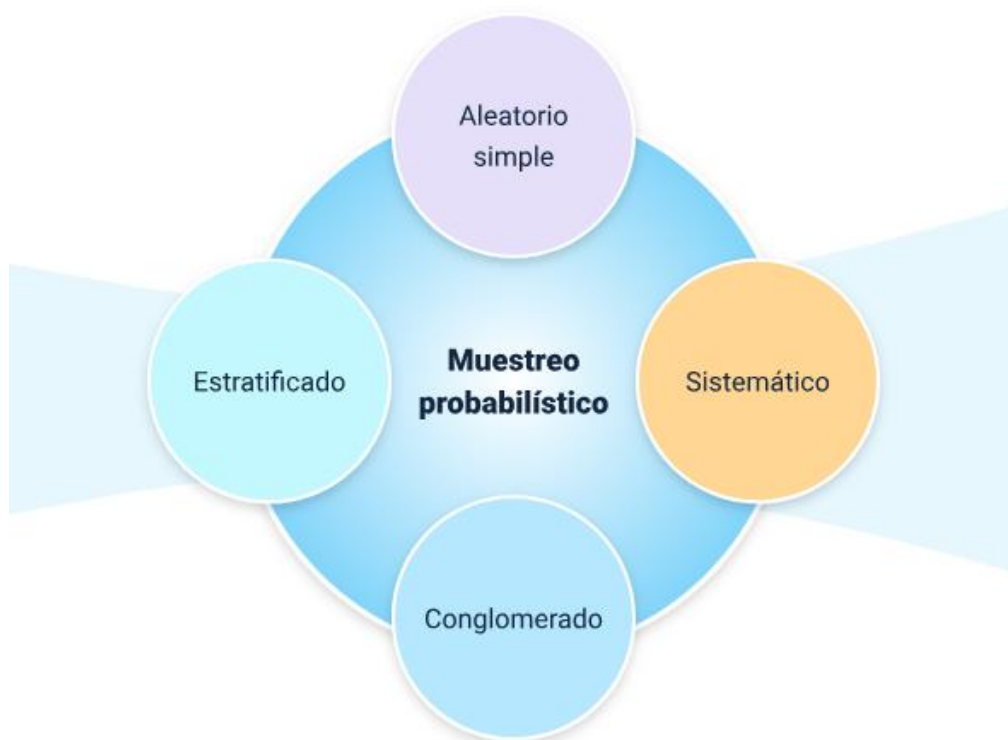 Aleatorio
simple
Estratificado
Muestreo
probabilístico
Sistemático
Conglomerado